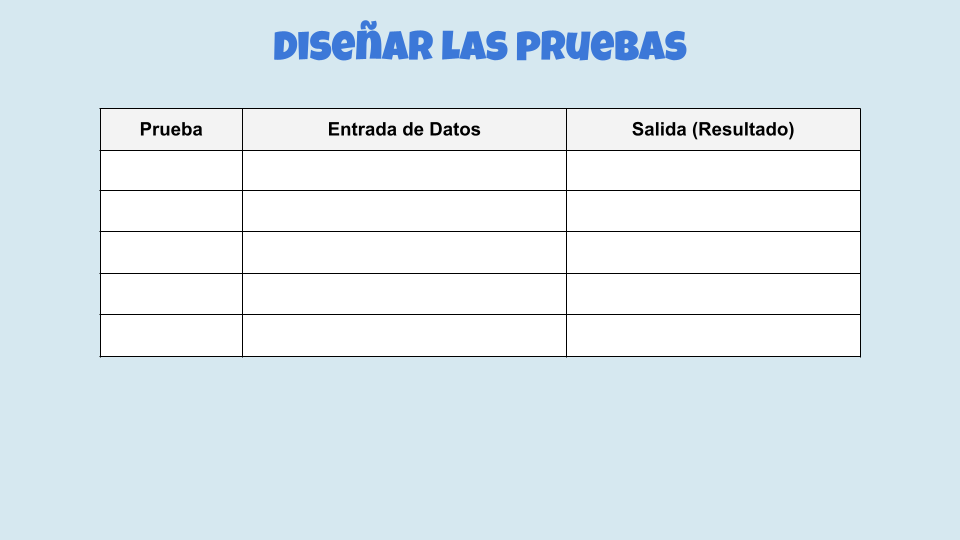 Diseñar las pruebas
Prueba Entrada de Datos Salida (Resultado)